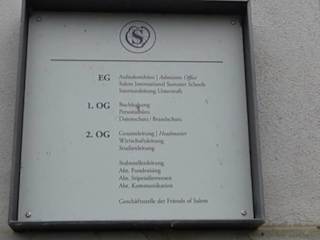 S
EG Aufnahmebüro | Admission Office
Salem International Summer Schools
Internatsleitung Unterstufe
1. OG Buchhaltung
Personalbüro
Datenschutz / Brandschutz
2. OG Gesamtleitung | Headmaster
Wirtschaftsleitung
Studienleitung
Stabsstellenleitung
Abt. Fundraising
Abt. Stipendienwesen
Abt. Kommunikation
Geschäftsstelle der Friends of Salem